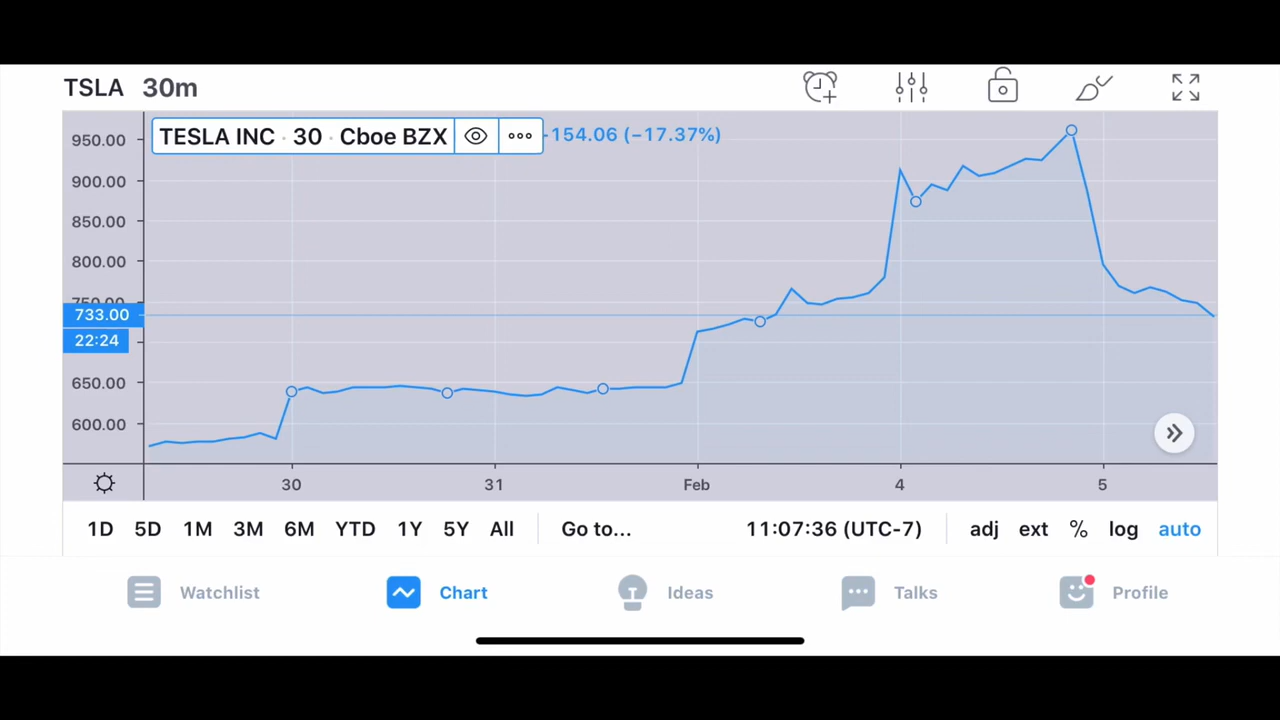 TSLA 30m
TESLA INC · 30 · Cboe BZX
-154.06 (−17.37%)
950.00
900.00
850.00
800.00
750.00
733.00
22:24
650.00
600.00
30 31 Feb 4 5
1D 5D 1M 3M 6M YTD 1Y 5Y All Go to... 11:07:36 (UTC-7) adj ext % log auto
Watchlist Chart Ideas Talks Profile